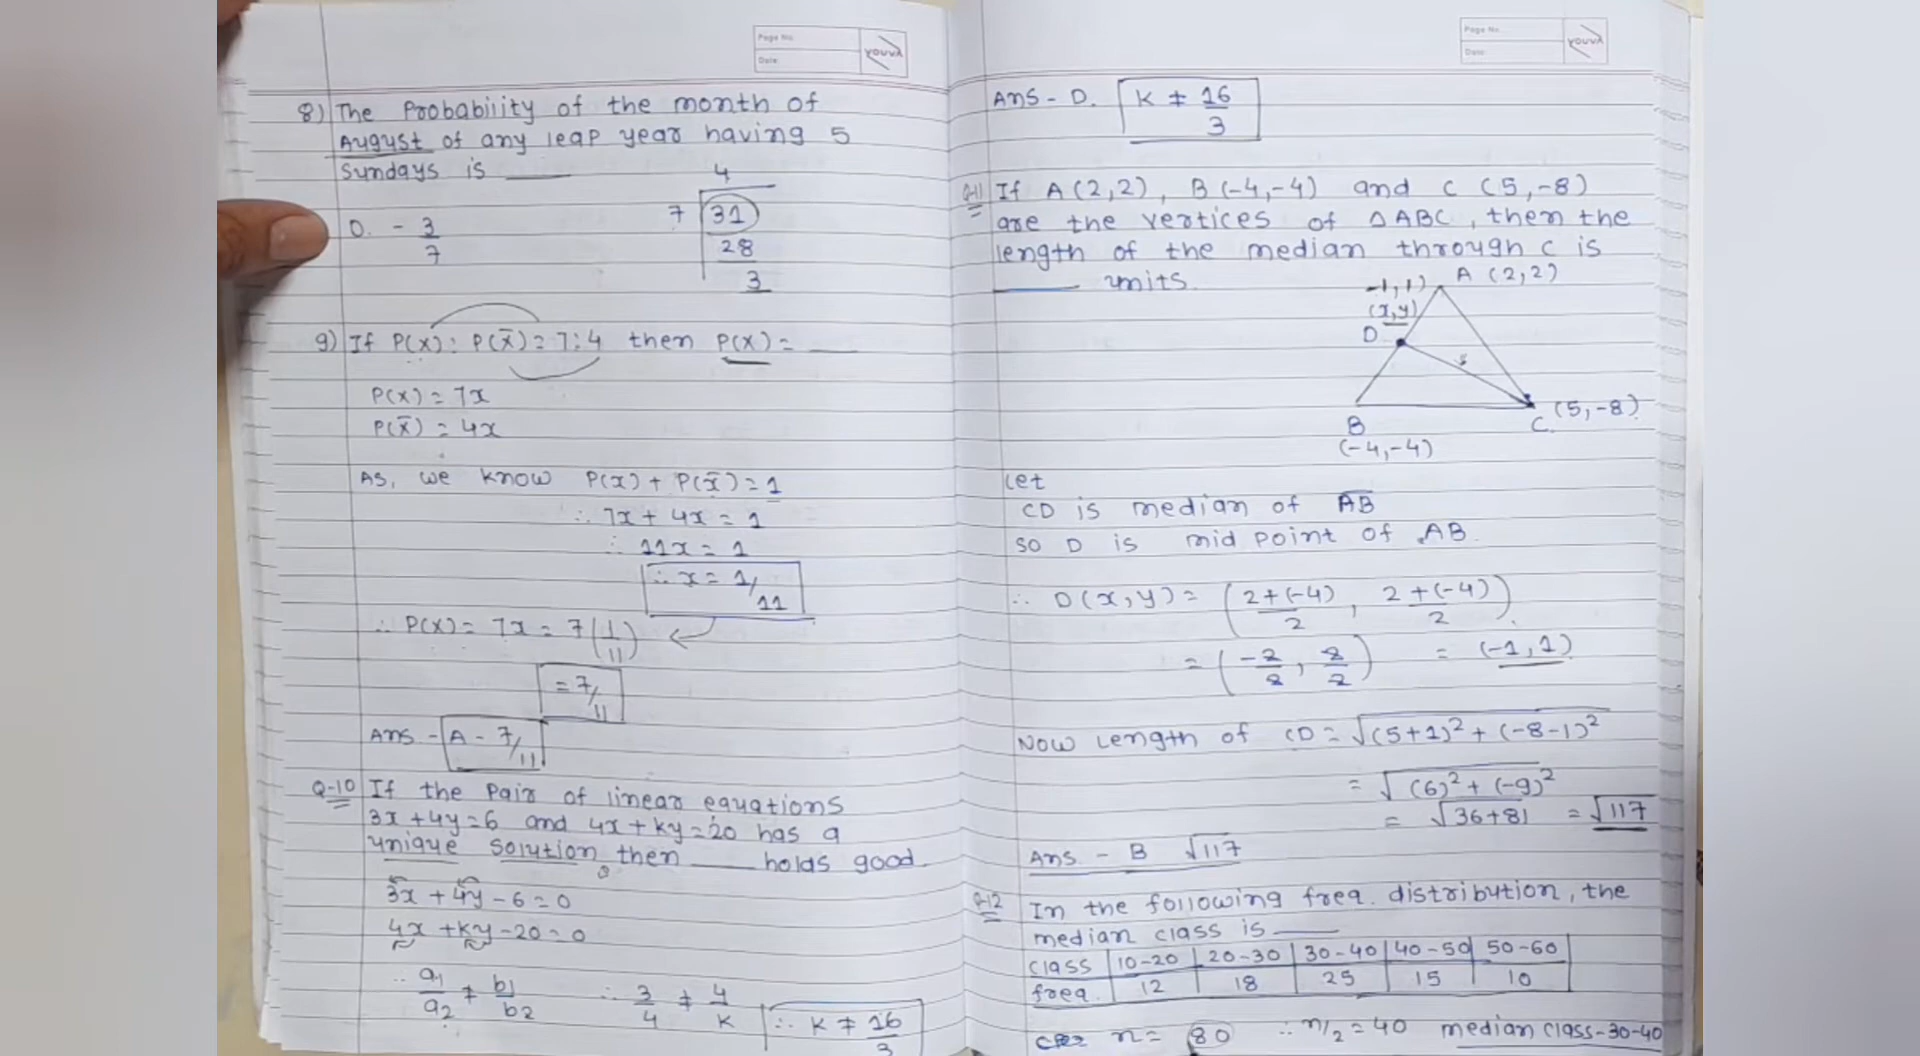 Page No.
Date:
YOUVA
8) The Probability of the month of
August of any leap year having 5
Sundays is ____
D. - 3/7
4
7 31
28
3
9) If P(x) : P(x̄) = 7:4 then P(x) = ___
P(x) = 7x
P(x̄) = 4x
As, we know P(x) + P(x̄) = 1
∴ 7x + 4x = 1
∴ 11x = 1
∴ x = 1/11
∴ P(x) = 7x = 7(1/11)
= 7/11
Ans - A - 7/11
Q-10 If the Pair of linear equations
3x + 4y = 6 and 4x + ky = 20 has a
unique solution then ____ holds good.
3x + 4y - 6 = 0
4x + ky - 20 = 0
∴ a1/a2 ≠ b1/b2 ∴ 3/4 ≠ 4/K ∴ K ≠ 16/3
Page No.
Date:
YOUVA
Ans - D. K ≠ 16/3
Q-11 If A(2,2), B(-4,-4) and C (5,-8)
are the vertices of △ABC, then the
length of the median through C is
____ units.
-1,1) A (2,2)
(x,y)
D
B C (5,-8)
(-4,-4)
Let
CD is median of AB
so D is mid point of AB.
∴ D(x,y) = (2+(-4)/2, 2+(-4)/2)
= (-2/2, 2/2) = (-1,1)
Now Length of CD = √(5+1)² + (-8-1)²
= √(6)² + (-9)²
= √36+81 = √117
Ans - B √117
Q-12 In the following freq. distribution, the
median class is ____
Class 10-20 20-30 30-40 40-50 50-60
freq. 12 18 25 15 10
n = 80 ∴ n/2 = 40 median class-30-40